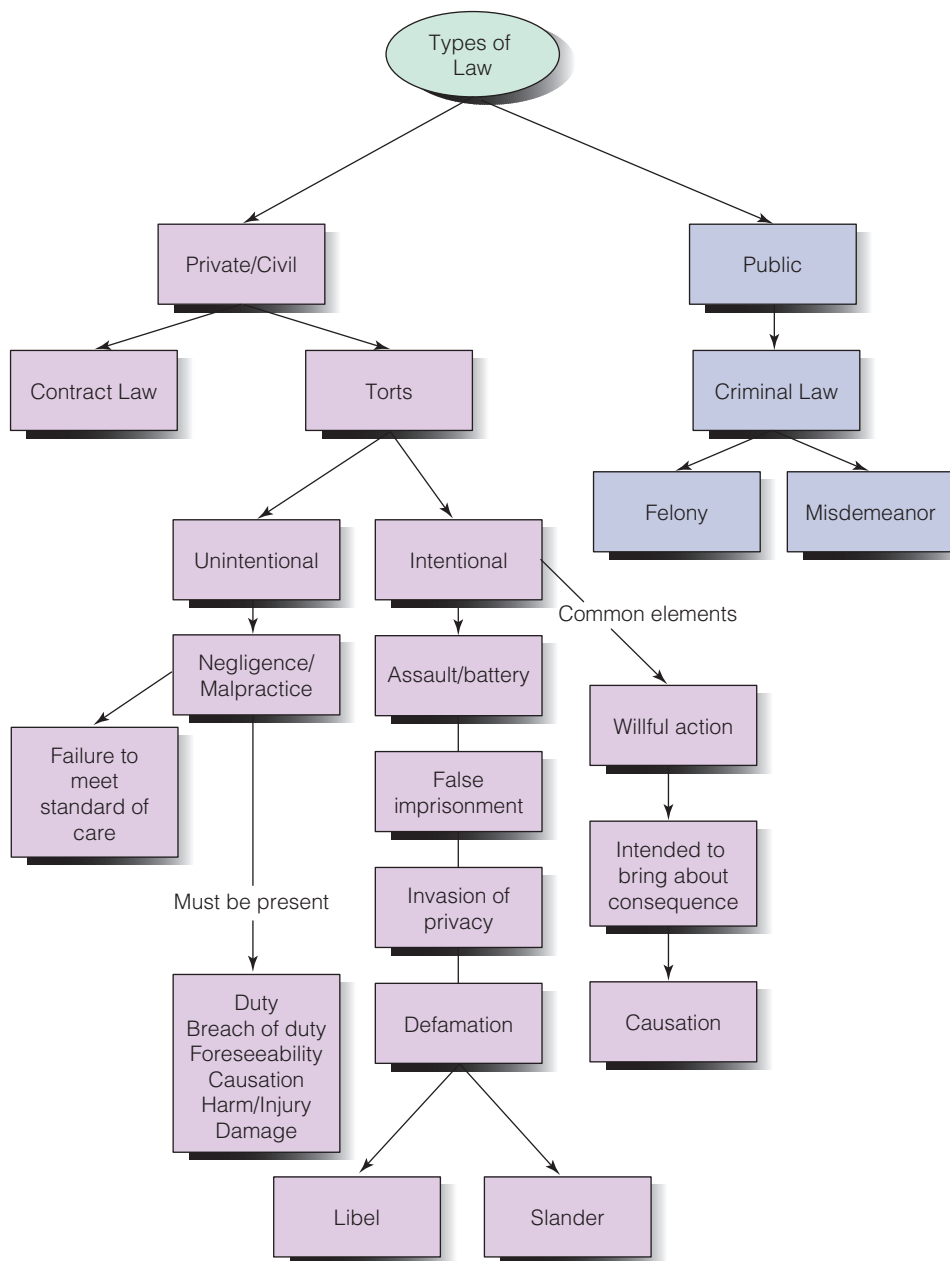 Types of
Law
Private/Civil
Public
Contract Law
Torts
Criminal Law
Felony
Misdemeanor
Unintentional
Intentional
Common elements
Negligence/
Malpractice
Assault/battery
Willful action
Failure to
meet
standard of
care
False
imprisonment
Intended to
bring about
consequence
Must be present
Invasion of
privacy
Duty
Breach of duty
Foreseeability
Causation
Harm/Injury
Damage
Defamation
Causation
Libel
Slander